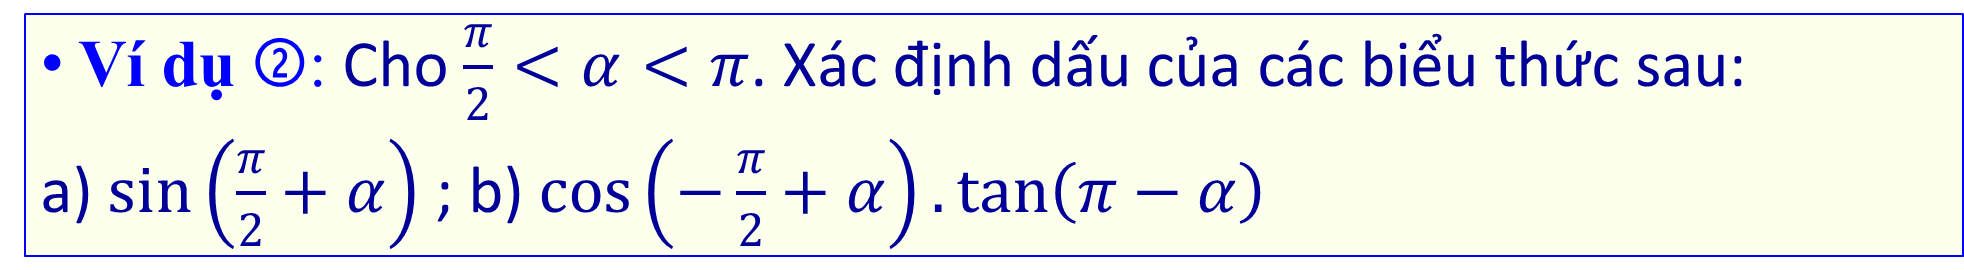 • Ví dụ ②: Cho π/2 < α < π. Xác định dấu của các biểu thức sau:
a) sin(π/2 + α) ; b) cos(−π/2 + α).tan(π − α)